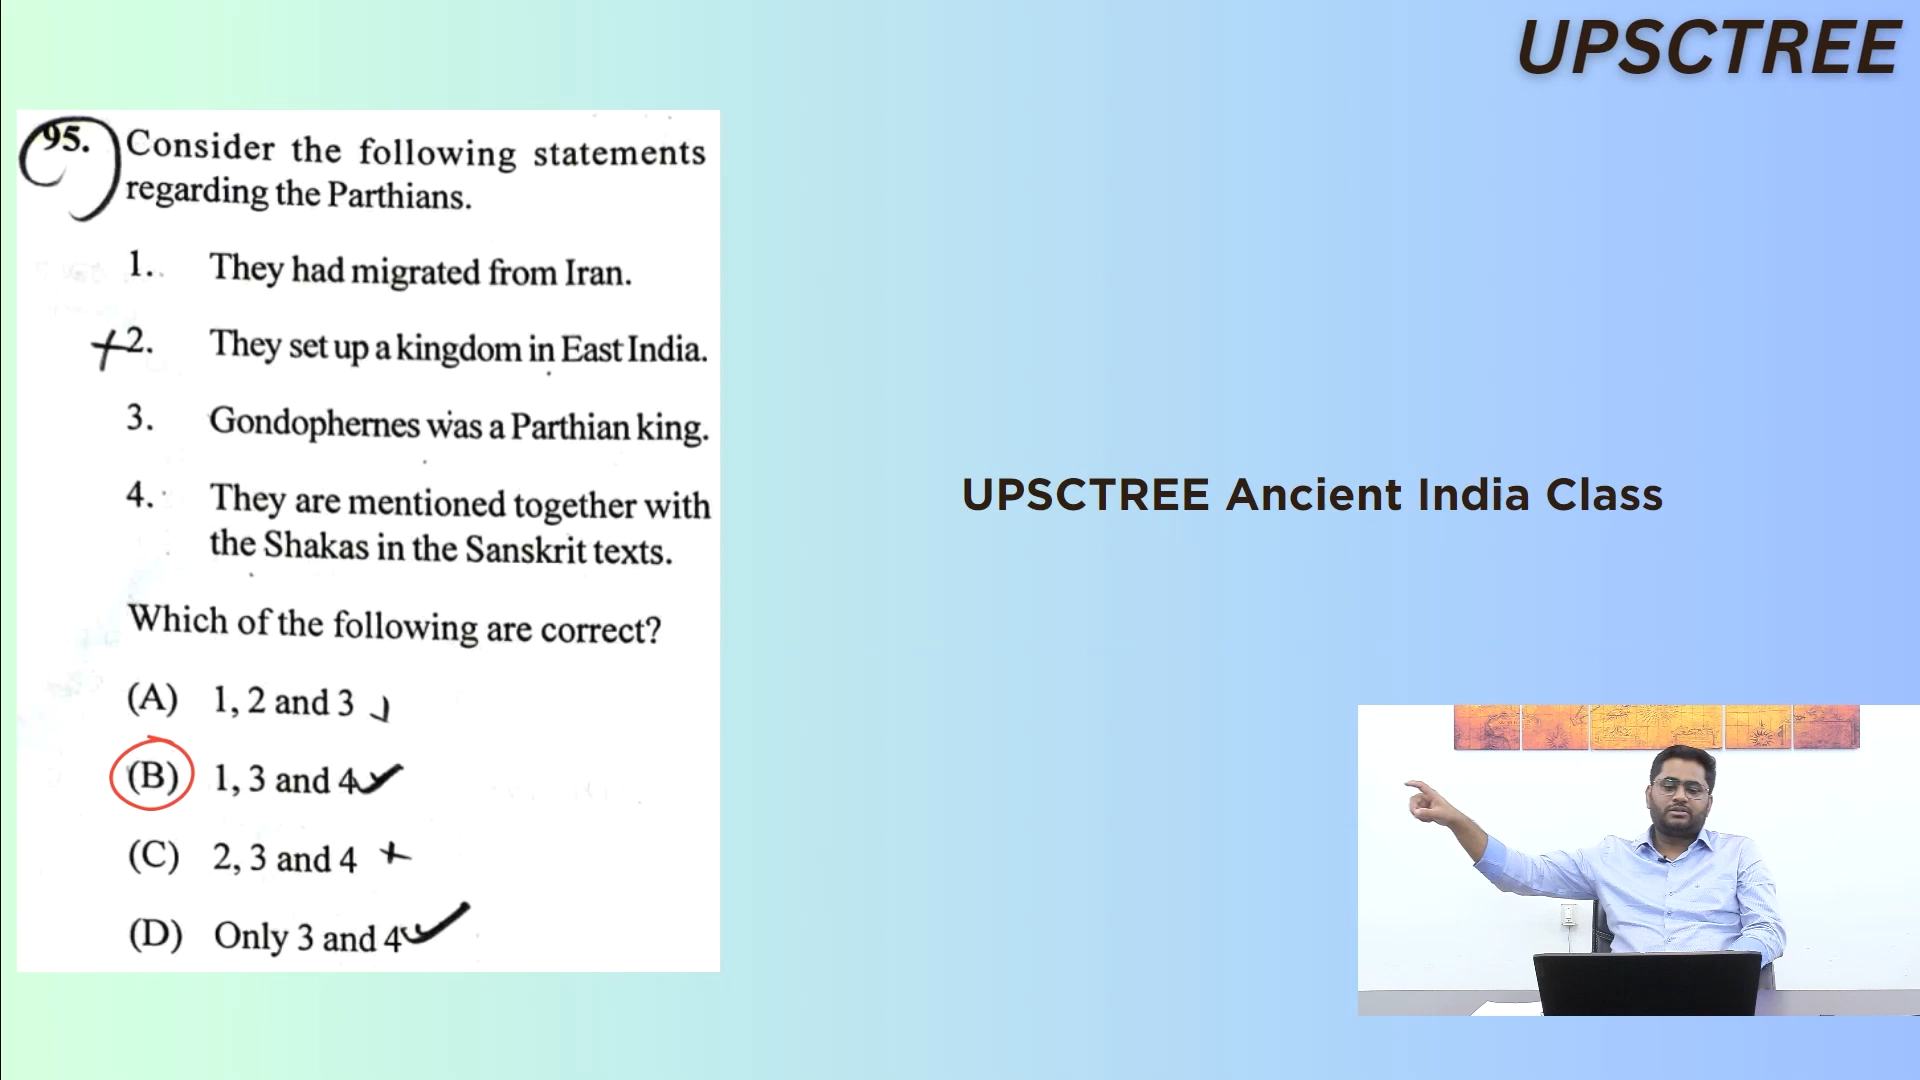 UPSCTREE
95. Consider the following statements
regarding the Parthians.
1. They had migrated from Iran.
2. They set up a kingdom in East India.
3. Gondophernes was a Parthian king.
4. They are mentioned together with
the Shakas in the Sanskrit texts.
Which of the following are correct?
(A) 1, 2 and 3
(B) 1, 3 and 4
(C) 2, 3 and 4
(D) Only 3 and 4
UPSCTREE Ancient India Class